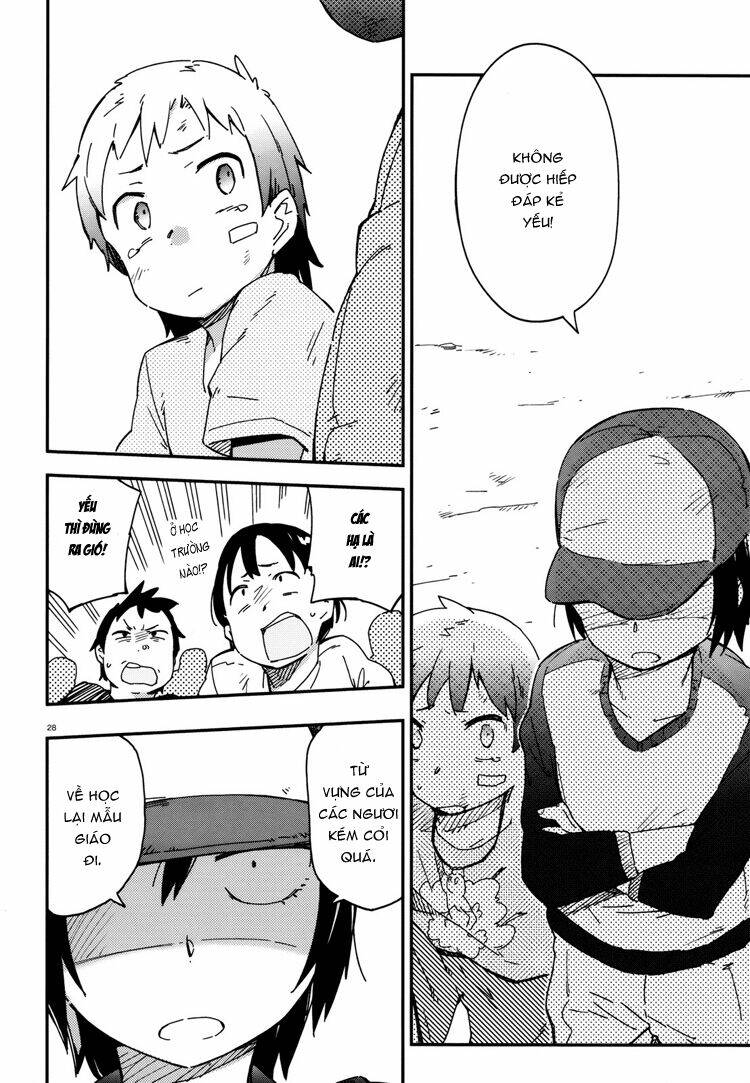 KHÔNG
ĐƯỢC HIẾP
ĐÁP KẺ
YẾU!
CÁC
HẠ LÀ
AI!?
Ở HỌC
TRƯỜNG
NÀO!?
YẾU
THÌ ĐỪNG
RA GIÓ!
28
TỪ
VỰNG CỦA
CÁC NGƯƠI
KÉM CỎI
QUÁ.
VỀ HỌC
LẠI MẪU
GIÁO
ĐI.